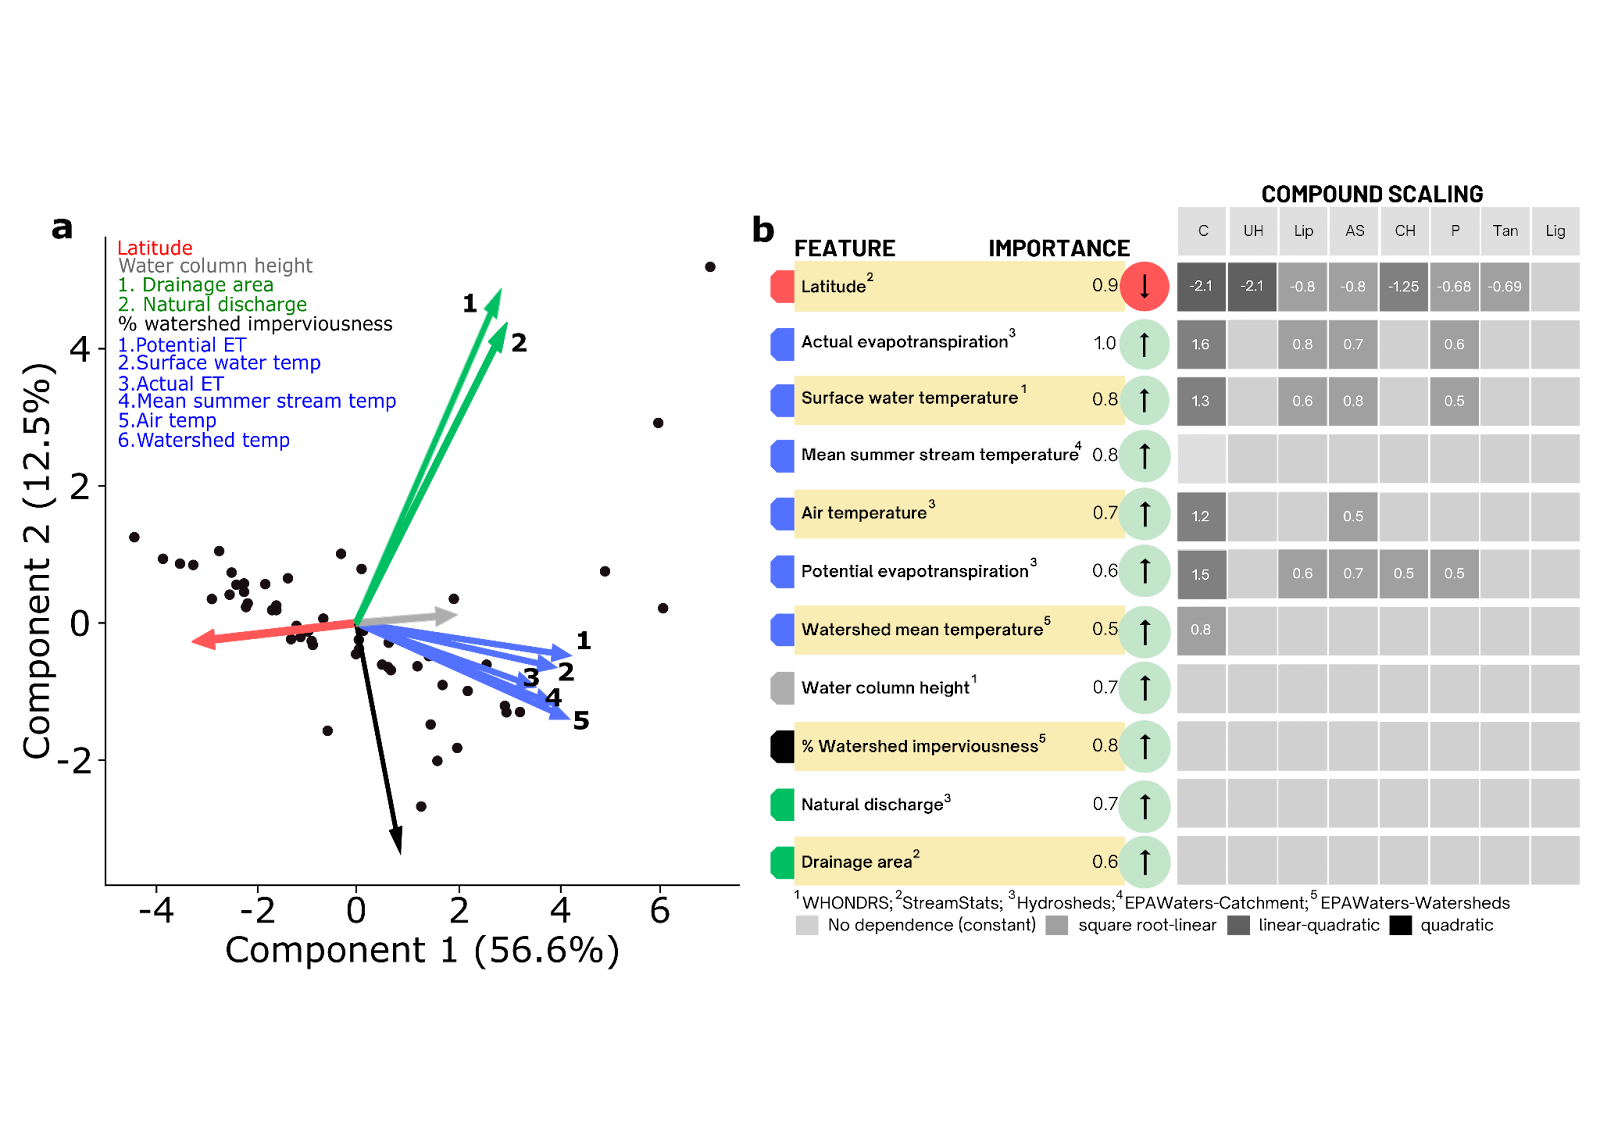 a
Latitude
Water column height
1. Drainage area
2. Natural discharge
% watershed imperviousness
1.Potential ET
2.Surface water temp
3.Actual ET
4.Mean summer stream temp
5.Air temp
6.Watershed temp
1
2
1
2
3
4
5
4
2
0
-2
-4
-2
0
2
4
6
Component 1 (56.6%)
Component 2 (12.5%)
b
COMPOUND SCALING
FEATURE IMPORTANCE
C UH Lip AS CH P Tan Lig
Latitude2 0.9 ↓ -2.1 -2.1 -0.8 -0.8 -1.25 -0.68 -0.69
Actual evapotranspiration3 1.0 ↑ 1.6 0.8 0.7 0.6
Surface water temperature1 0.8 ↑ 1.3 0.6 0.8 0.5
Mean summer stream temperature4 0.8 ↑
Air temperature3 0.7 ↑ 1.2 0.5
Potential evapotranspiration3 0.6 ↑ 1.5 0.6 0.7 0.5 0.5
Watershed mean temperature5 0.5 ↑ 0.8
Water column height1 0.7 ↑
% Watershed imperviousness5 0.8 ↑
Natural discharge3 0.7 ↑
Drainage area2 0.6 ↑
1WHONDRS; 2StreamStats; 3Hydrosheds; 4EPAWaters-Catchment; 5EPAWaters-Watersheds
No dependence (constant) square root-linear linear-quadratic quadratic